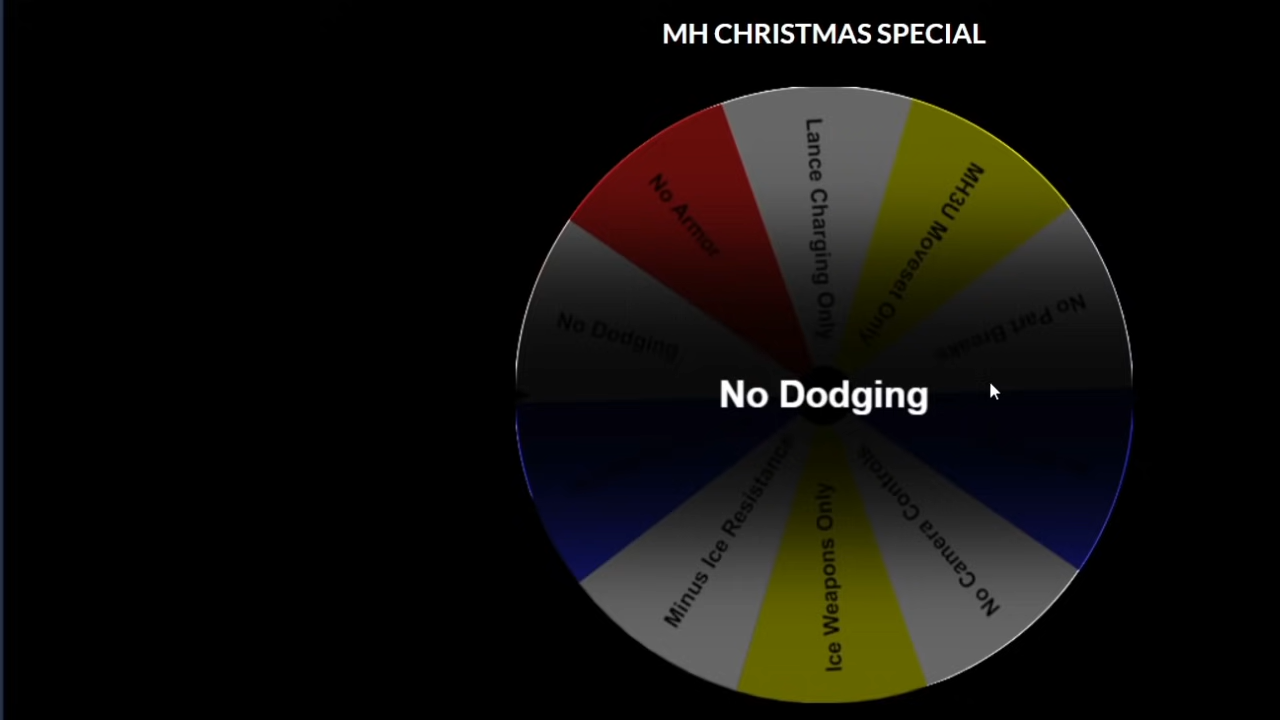 MH CHRISTMAS SPECIAL
Lance Charging Only
MH3U Moveset Only
No Armor
No Part Breaks
No Dodging
No Dodging
Minus Ice Resistance
Ice Weapons Only
No Camera Controls